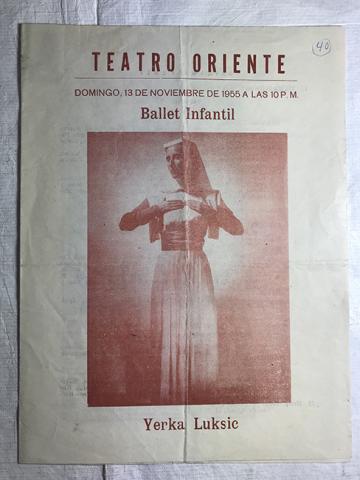 40
TEATRO ORIENTE
DOMINGO, 13 DE NOVIEMBRE DE 1955 A LAS 10 P. M.
Ballet Infantil
Yerka Luksic